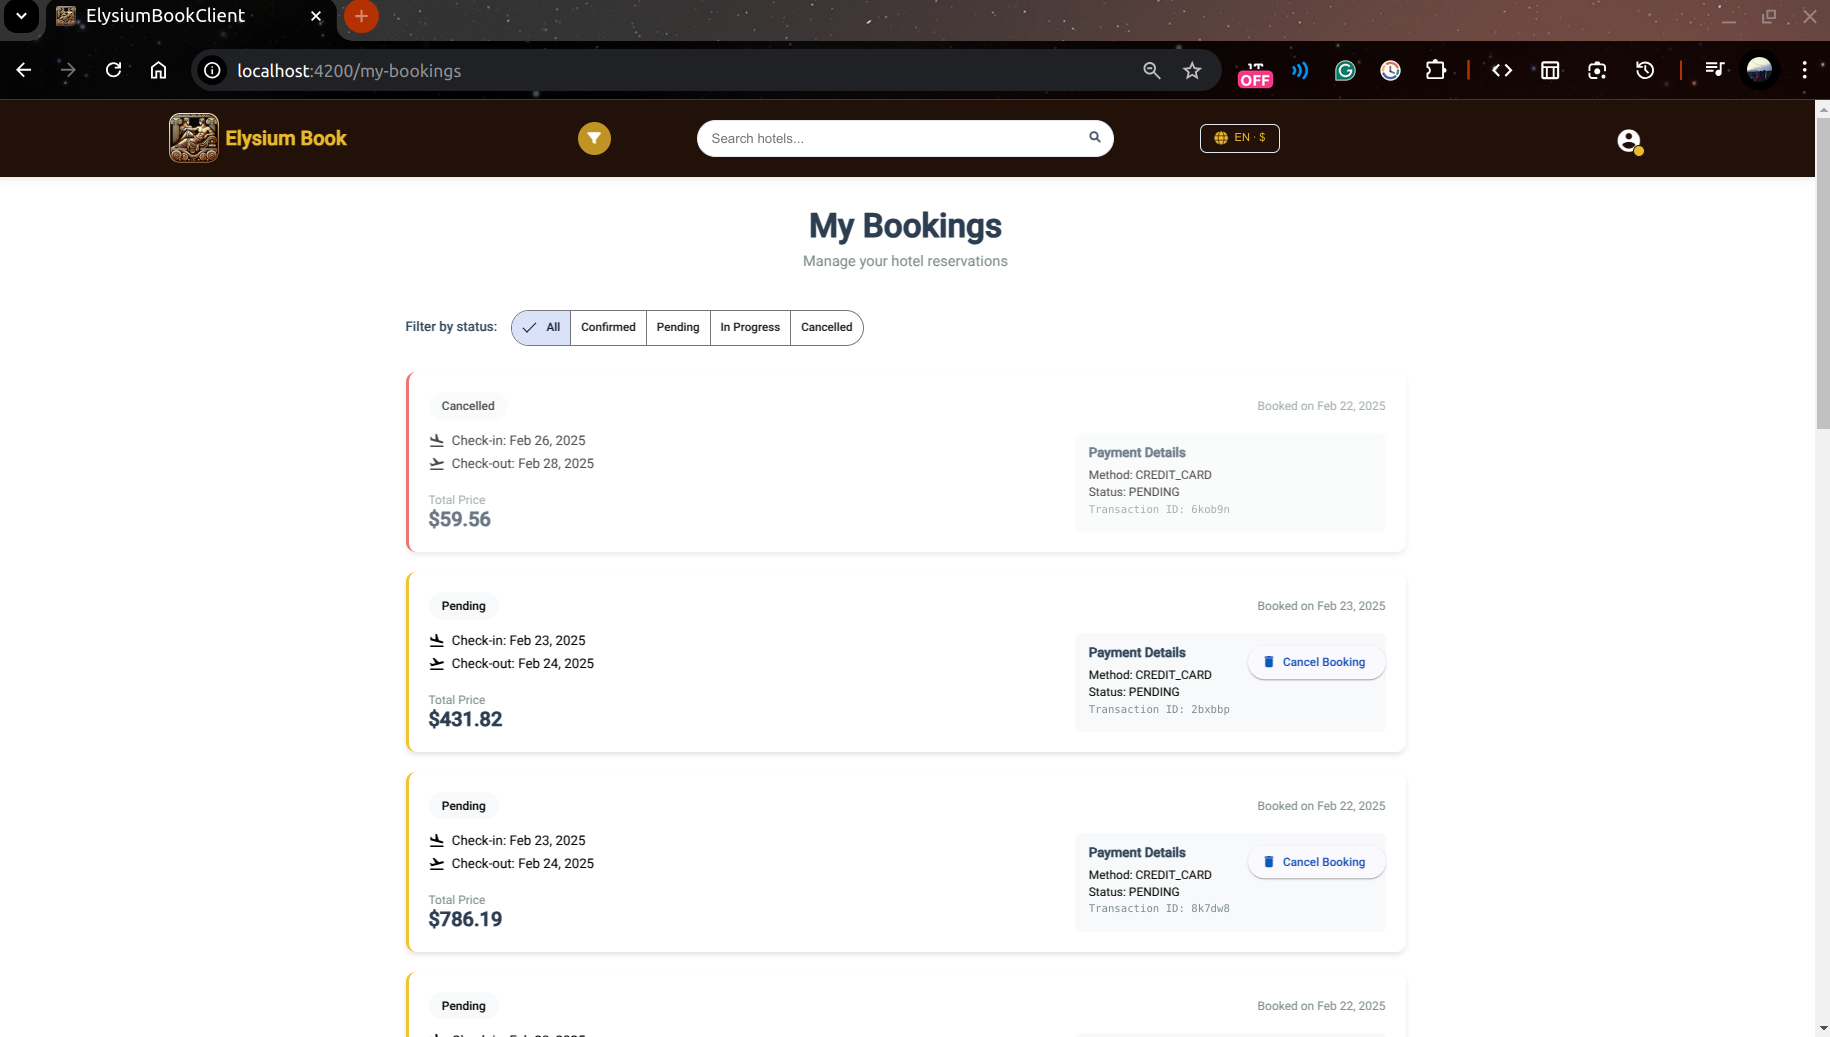 ElysiumBookClient
localhost:4200/my-bookings
OFF
Elysium Book
Search hotels...
EN · $
My Bookings
Manage your hotel reservations
Filter by status:
All
Confirmed
Pending
In Progress
Cancelled
Cancelled
Booked on Feb 22, 2025
Check-in: Feb 26, 2025
Check-out: Feb 28, 2025
Total Price
$59.56
Payment Details
Method: CREDIT_CARD
Status: PENDING
Transaction ID: 6kob9n
Pending
Booked on Feb 23, 2025
Check-in: Feb 23, 2025
Check-out: Feb 24, 2025
Total Price
$431.82
Payment Details
Method: CREDIT_CARD
Status: PENDING
Transaction ID: 2bxbbp
Cancel Booking
Pending
Booked on Feb 22, 2025
Check-in: Feb 23, 2025
Check-out: Feb 24, 2025
Total Price
$786.19
Payment Details
Method: CREDIT_CARD
Status: PENDING
Transaction ID: 8k7dw8
Cancel Booking
Pending
Booked on Feb 22, 2025